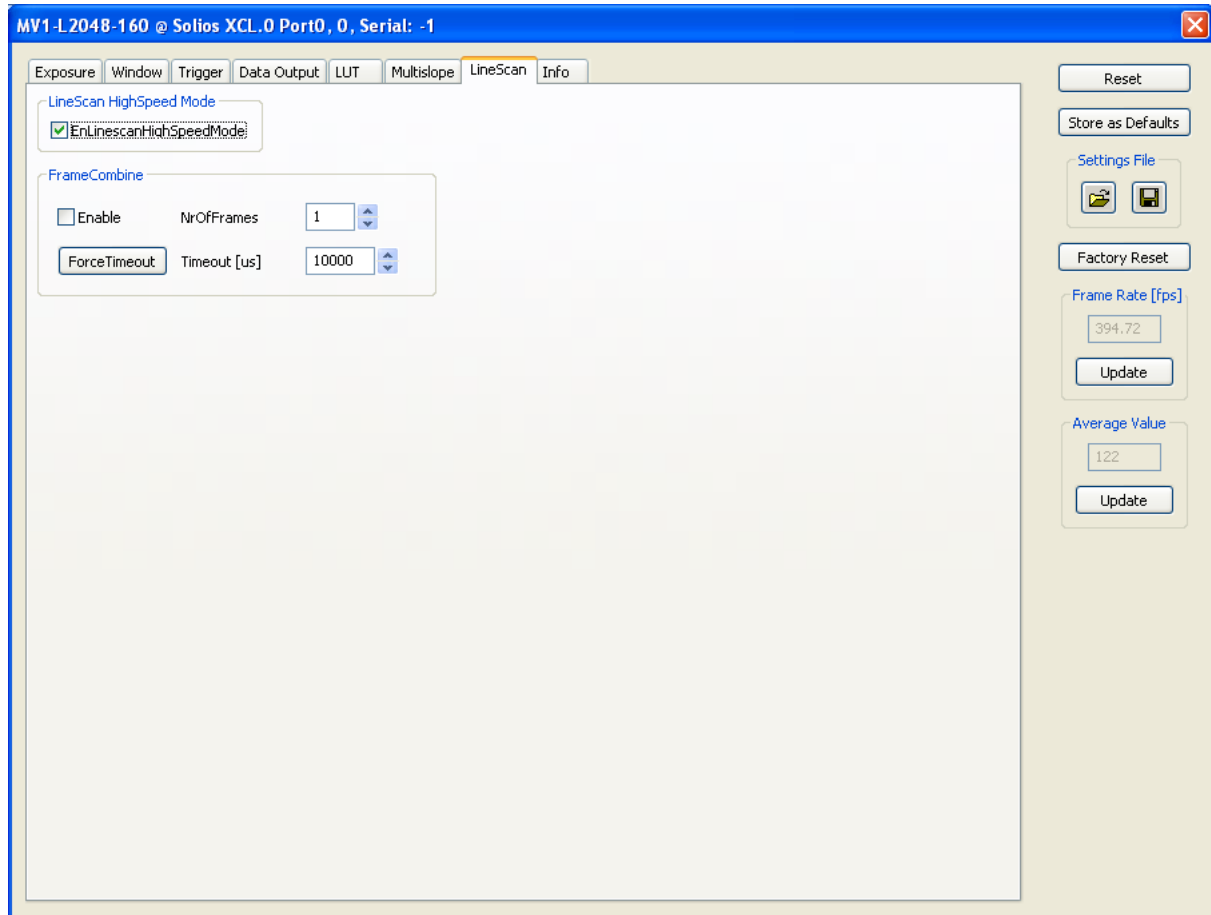 MV1-L2048-160 @ Solios XCL.0 Port0, 0, Serial: -1
Exposure Window Trigger Data Output LUT Multislope LineScan Info
LineScan HighSpeed Mode
EnLinescanHighSpeedMode
FrameCombine
Enable NrOfFrames 1
ForceTimeout Timeout [us] 10000
Reset
Store as Defaults
Settings File
Factory Reset
Frame Rate [fps]
394.72
Update
Average Value
122
Update